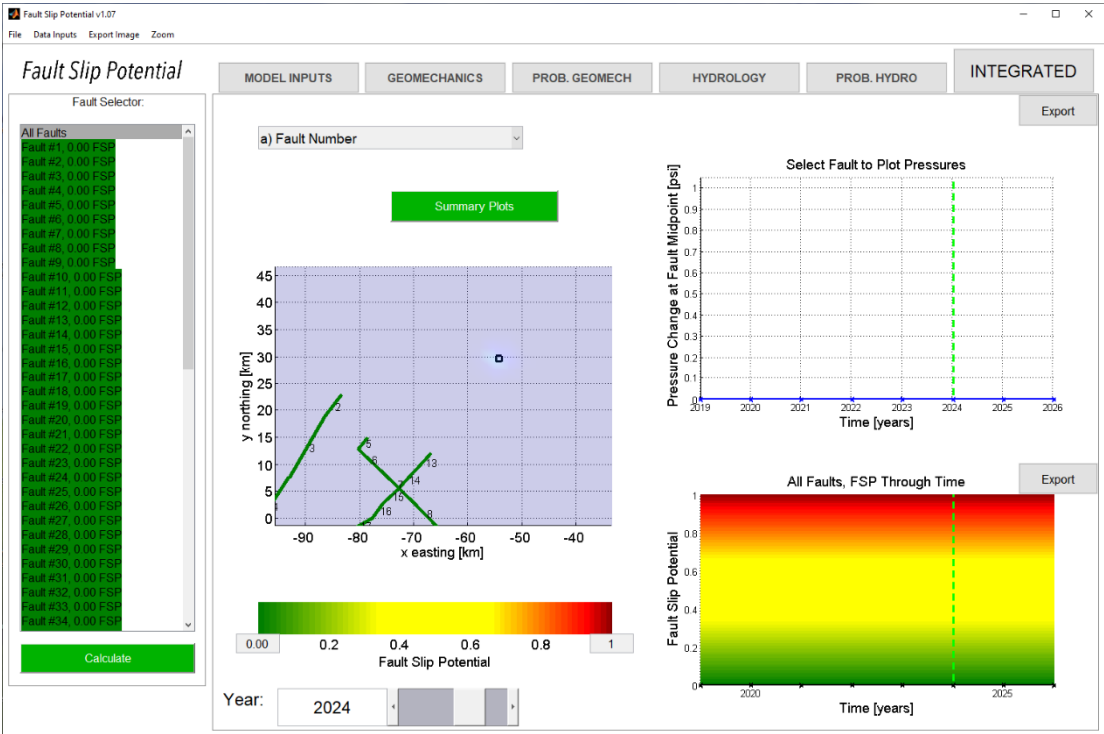 Fault Slip Potential v1.07
File Data Inputs Export Image Zoom
Fault Slip Potential
MODEL INPUTS
GEOMECHANICS
PROB. GEOMECH
HYDROLOGY
PROB. HYDRO
INTEGRATED
Fault Selector:
All Faults
Fault #1, 0.00 FSP
Fault #2, 0.00 FSP
Fault #3, 0.00 FSP
Fault #4, 0.00 FSP
Fault #5, 0.00 FSP
Fault #6, 0.00 FSP
Fault #7, 0.00 FSP
Fault #8, 0.00 FSP
Fault #9, 0.00 FSP
Fault #10, 0.00 FSP
Fault #11, 0.00 FSP
Fault #12, 0.00 FSP
Fault #13, 0.00 FSP
Fault #14, 0.00 FSP
Fault #15, 0.00 FSP
Fault #16, 0.00 FSP
Fault #17, 0.00 FSP
Fault #18, 0.00 FSP
Fault #19, 0.00 FSP
Fault #20, 0.00 FSP
Fault #21, 0.00 FSP
Fault #22, 0.00 FSP
Fault #23, 0.00 FSP
Fault #24, 0.00 FSP
Fault #25, 0.00 FSP
Fault #26, 0.00 FSP
Fault #27, 0.00 FSP
Fault #28, 0.00 FSP
Fault #29, 0.00 FSP
Fault #30, 0.00 FSP
Fault #31, 0.00 FSP
Fault #32, 0.00 FSP
Fault #33, 0.00 FSP
Fault #34, 0.00 FSP
Calculate
a) Fault Number
Summary Plots
y northing [km]
45
40
35
30
25
20
15
10
5
0
2
3
5
6
13
14
7
15
16
8
-90 -80 -70 -60 -50 -40
x easting [km]
0.00 0.2 0.4 0.6 0.8 1
Fault Slip Potential
Year:
2024
Export
Select Fault to Plot Pressures
Pressure Change at Fault Midpoint [psi]
1
0.9
0.8
0.7
0.6
0.5
0.4
0.3
0.2
0.1
0
2019 2020 2021 2022 2023 2024 2025 2026
Time [years]
Export
All Faults, FSP Through Time
Fault Slip Potential
1
0.8
0.6
0.4
0.2
0
2020 2025
Time [years]